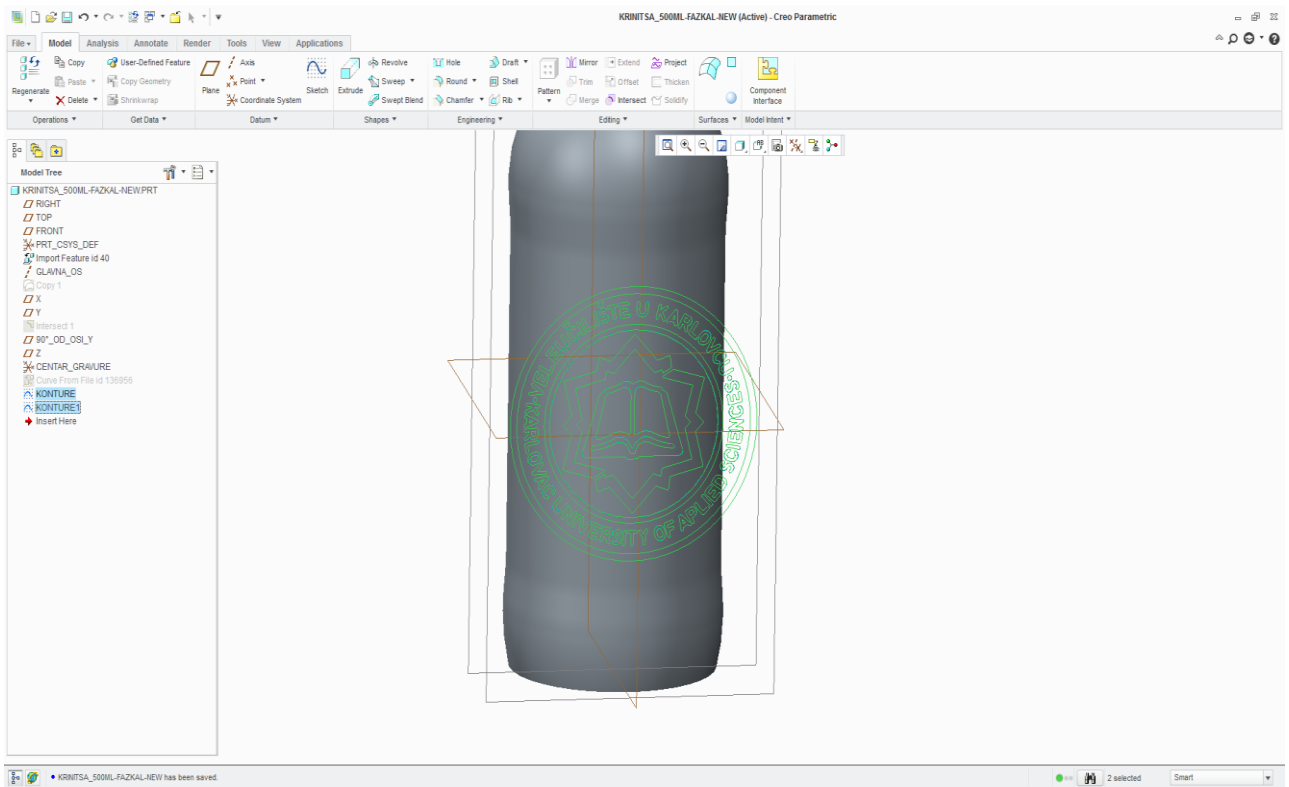 KRINITSA_500ML-FAZKAL-NEW (Active) - Creo Parametric
File Model Analysis Annotate Render Tools View Applications
Regenerate Copy Paste Delete User-Defined Feature Copy Geometry Shrinkwrap Plane Axis Point Coordinate System Sketch Extrude Revolve Sweep Swept Blend Hole Round Chamfer Draft Shell Rib Pattern Mirror Trim Merge Extend Offset Intersect Project Thicken Solidify Component Interface
Operations Get Data Datum Shapes Engineering Editing Surfaces Model Intent
Model Tree
KRINITSA_500ML-FAZKAL-NEW.PRT
RIGHT
TOP
FRONT
PRT_CSYS_DEF
Import Feature id 40
GLAVNA_OS
Copy 1
X
Y
Intersect 1
90°_OD_OSI_Y
Z
CENTAR_GRAVURE
Curve From File id 136956
KONTURE
KONTURE1
Insert Here
U KARLOVCU
KARLOVAC UNIVERSITY OF APLIED SCIENCES
KRINITSA_500ML-FAZKAL-NEW has been saved.
2 selected
Smart